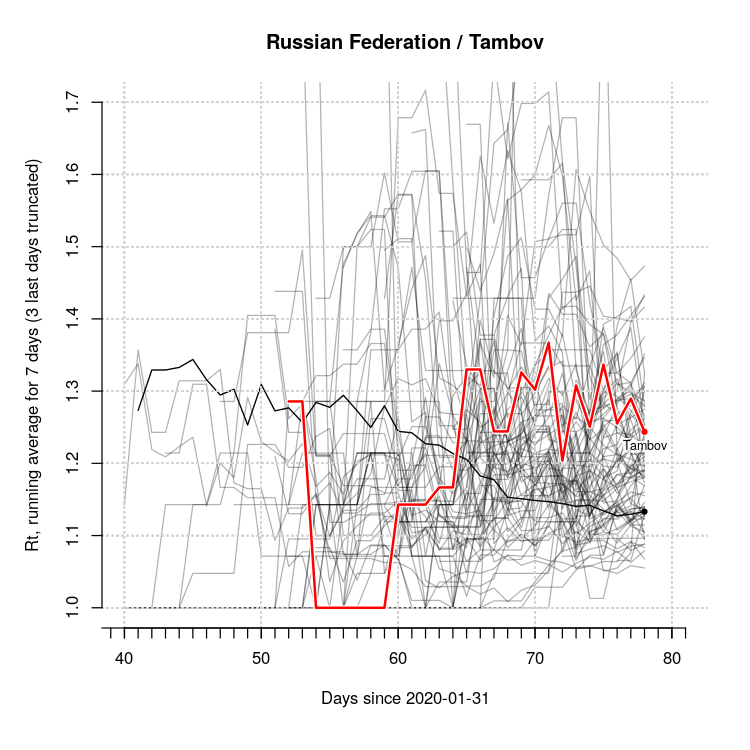 Russian Federation / Tambov
Rt, running average for 7 days (3 last days truncated)
1.7
1.6
1.5
1.4
1.3
1.2
1.1
1.0
Tambov
40 50 60 70 80
Days since 2020-01-31